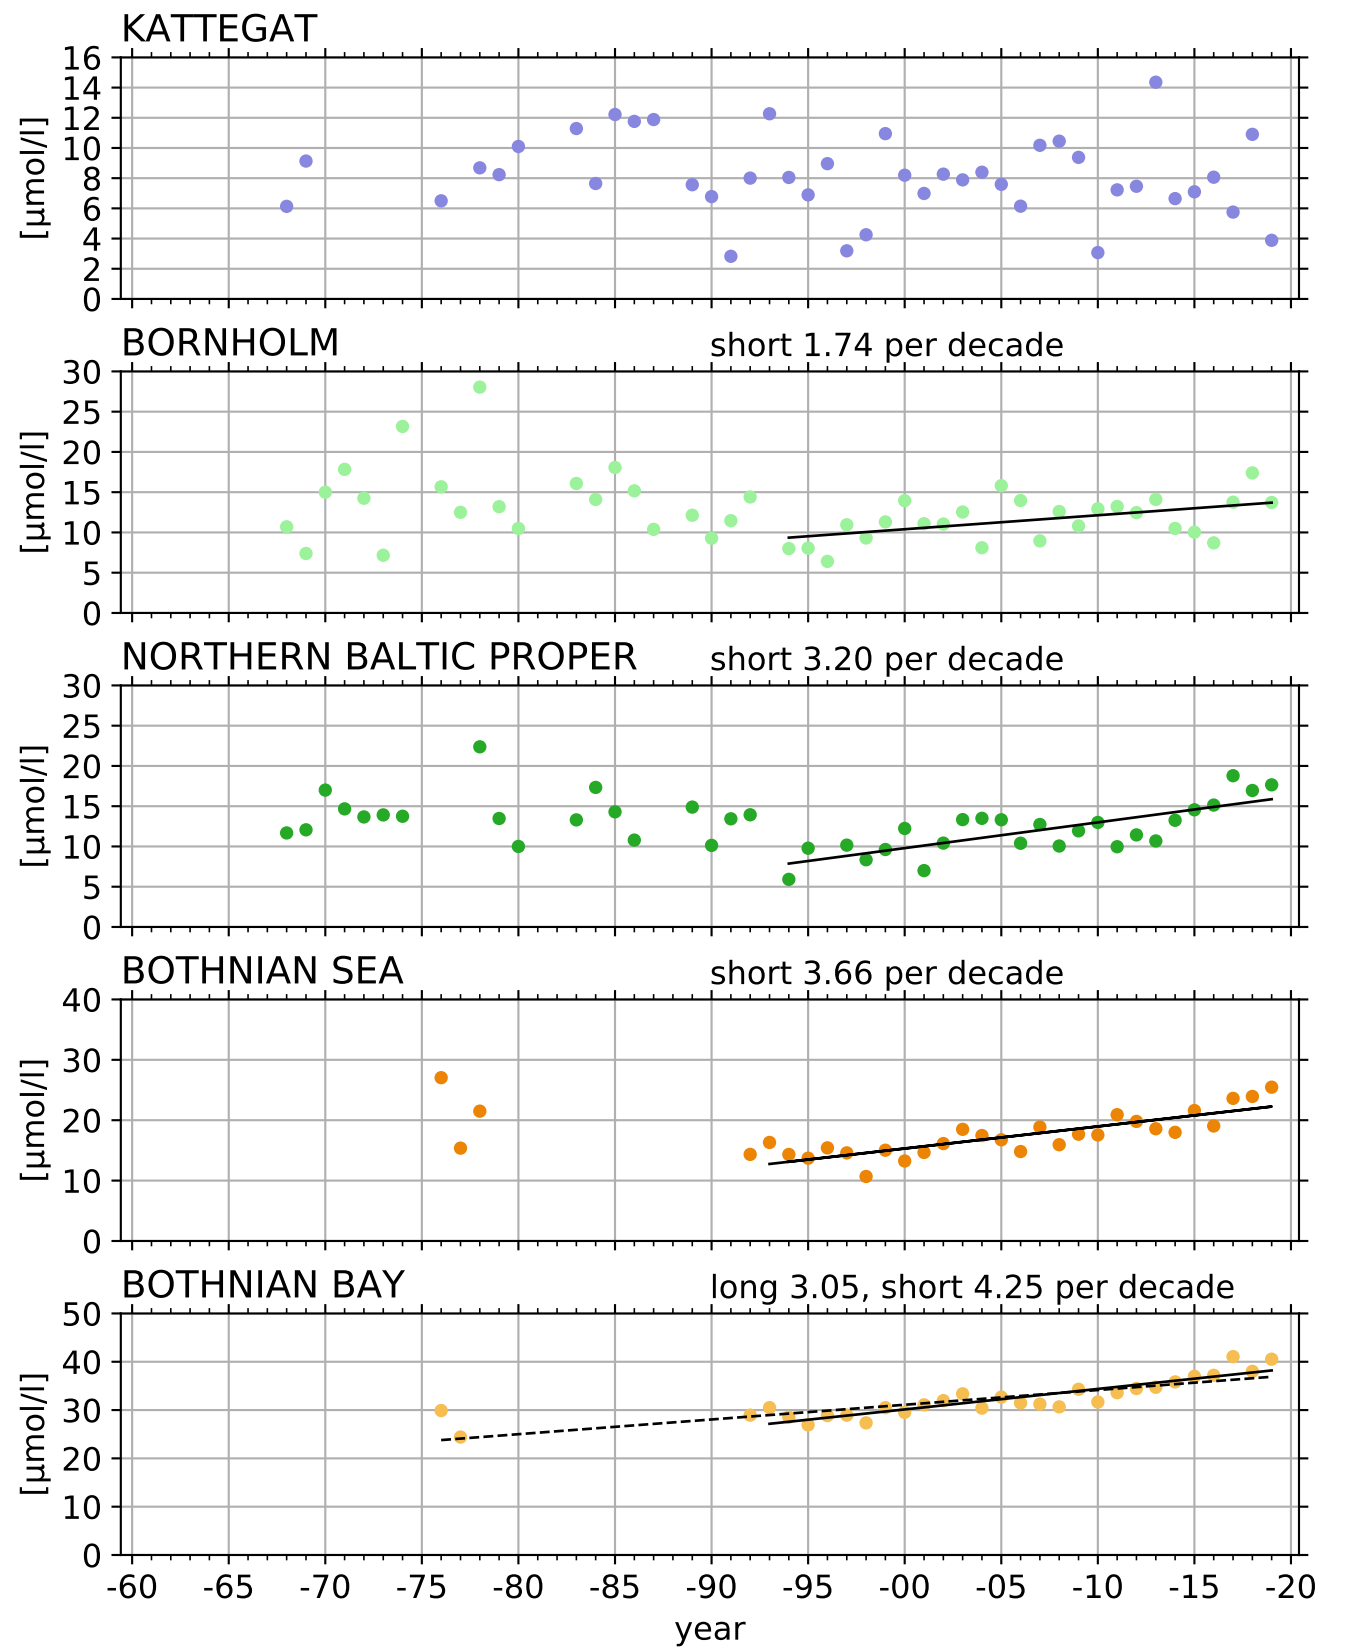 KATTEGAT
16
14
12
10
8
6
4
2
0
[µmol/l]
BORNHOLM short 1.74 per decade
30
25
20
15
10
5
0
[µmol/l]
NORTHERN BALTIC PROPER short 3.20 per decade
30
25
20
15
10
5
0
[µmol/l]
BOTHNIAN SEA short 3.66 per decade
40
30
20
10
0
[µmol/l]
BOTHNIAN BAY long 3.05, short 4.25 per decade
50
40
30
20
10
0
[µmol/l]
-60 -65 -70 -75 -80 -85 -90 -95 -00 -05 -10 -15 -20
year